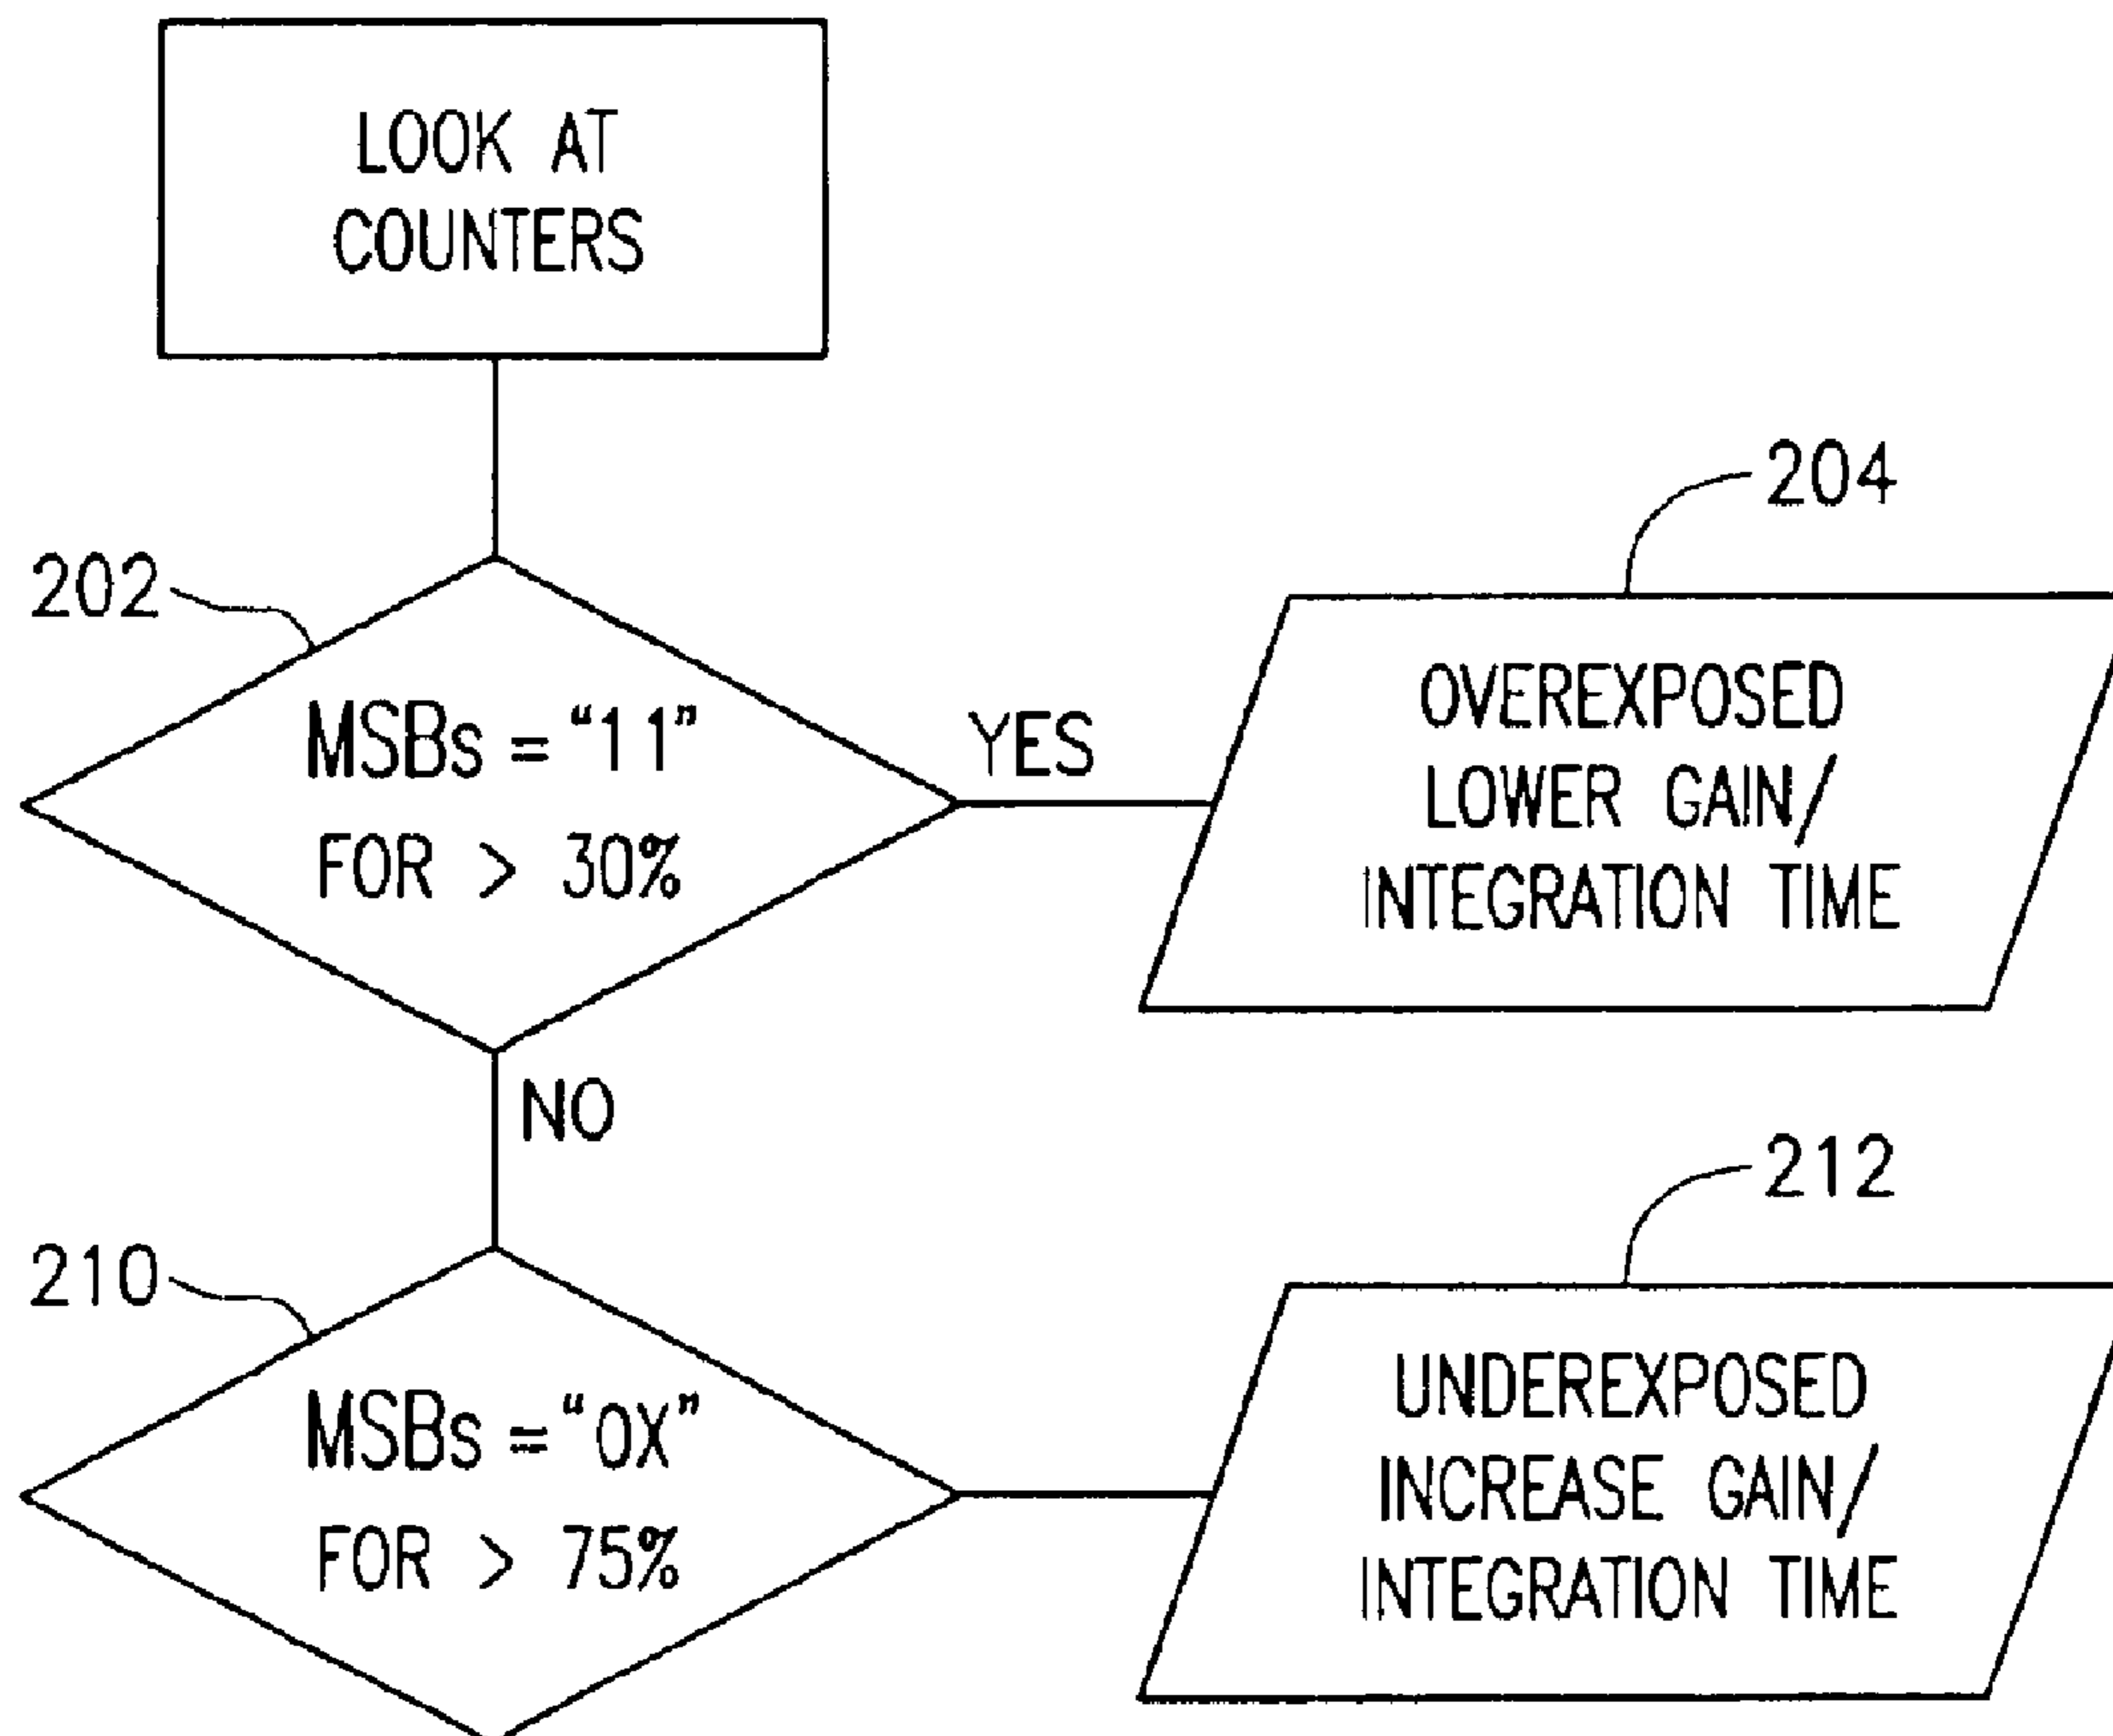 LOOK AT
COUNTERS
202
MSBs = “11”
FOR > 30%
YES
204
OVEREXPOSED
LOWER GAIN/
INTEGRATION TIME
NO
210
MSBs = “0X”
FOR > 75%
212
UNDEREXPOSED
INCREASE GAIN/
INTEGRATION TIME